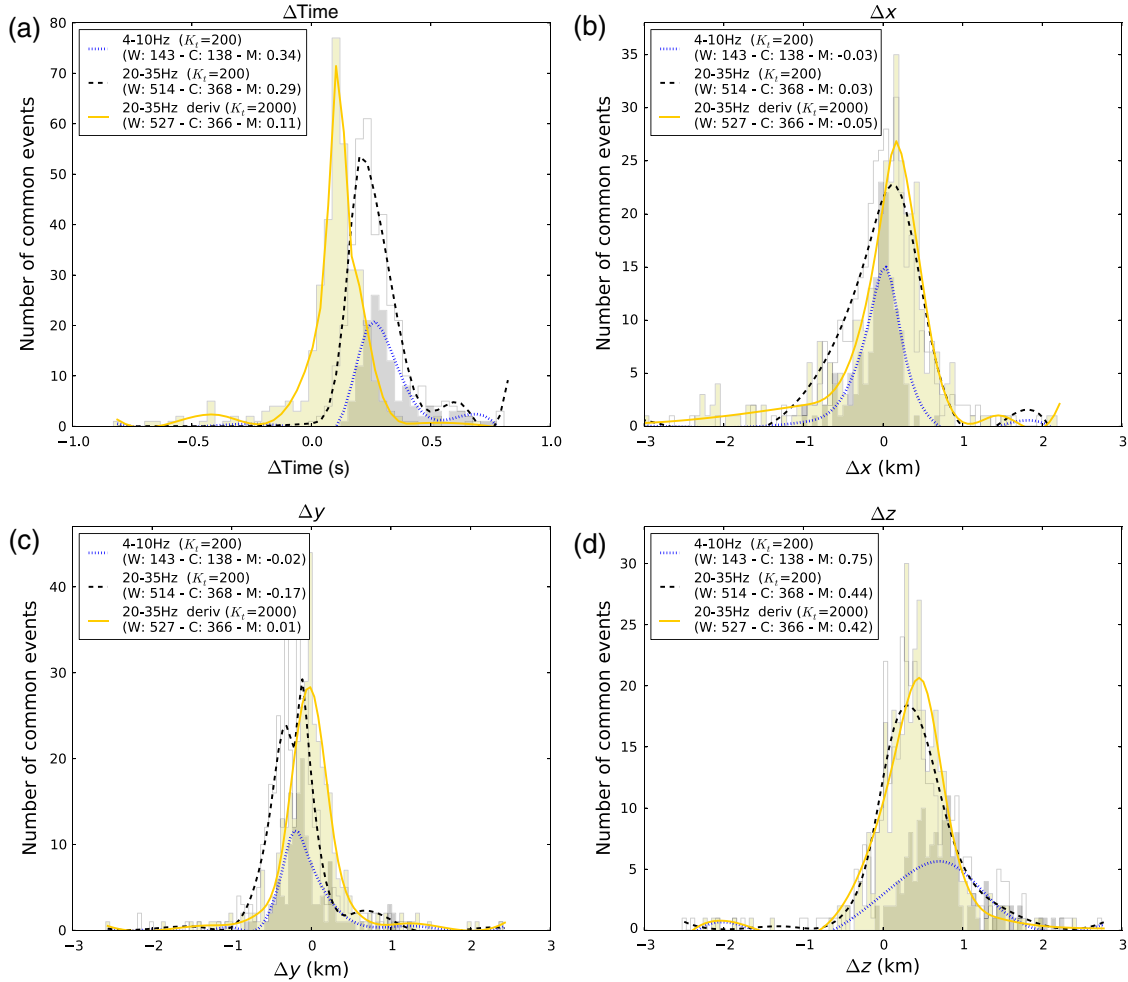 (a)
ΔTime
4-10Hz (K_t=200)
(W: 143 - C: 138 - M: 0.34)
20-35Hz (K_t=200)
(W: 514 - C: 368 - M: 0.29)
20-35Hz deriv (K_t=2000)
(W: 527 - C: 366 - M: 0.11)
Number of common events
80
70
60
50
40
30
20
10
0
−1.0 −0.5 0.0 0.5 1.0
ΔTime (s)
(b)
Δx
4-10Hz (K_t=200)
(W: 143 - C: 138 - M: -0.03)
20-35Hz (K_t=200)
(W: 514 - C: 368 - M: 0.03)
20-35Hz deriv (K_t=2000)
(W: 527 - C: 366 - M: -0.05)
Number of common events
35
30
25
20
15
10
5
0
−3 −2 −1 0 1 2 3
Δx (km)
(c)
Δy
4-10Hz (K_t=200)
(W: 143 - C: 138 - M: -0.02)
20-35Hz (K_t=200)
(W: 514 - C: 368 - M: -0.17)
20-35Hz deriv (K_t=2000)
(W: 527 - C: 366 - M: 0.01)
Number of common events
40
30
20
10
0
−3 −2 −1 0 1 2 3
Δy (km)
(d)
Δz
4-10Hz (K_t=200)
(W: 143 - C: 138 - M: 0.75)
20-35Hz (K_t=200)
(W: 514 - C: 368 - M: 0.44)
20-35Hz deriv (K_t=2000)
(W: 527 - C: 366 - M: 0.42)
Number of common events
30
25
20
15
10
5
0
−3 −2 −1 0 1 2 3
Δz (km)